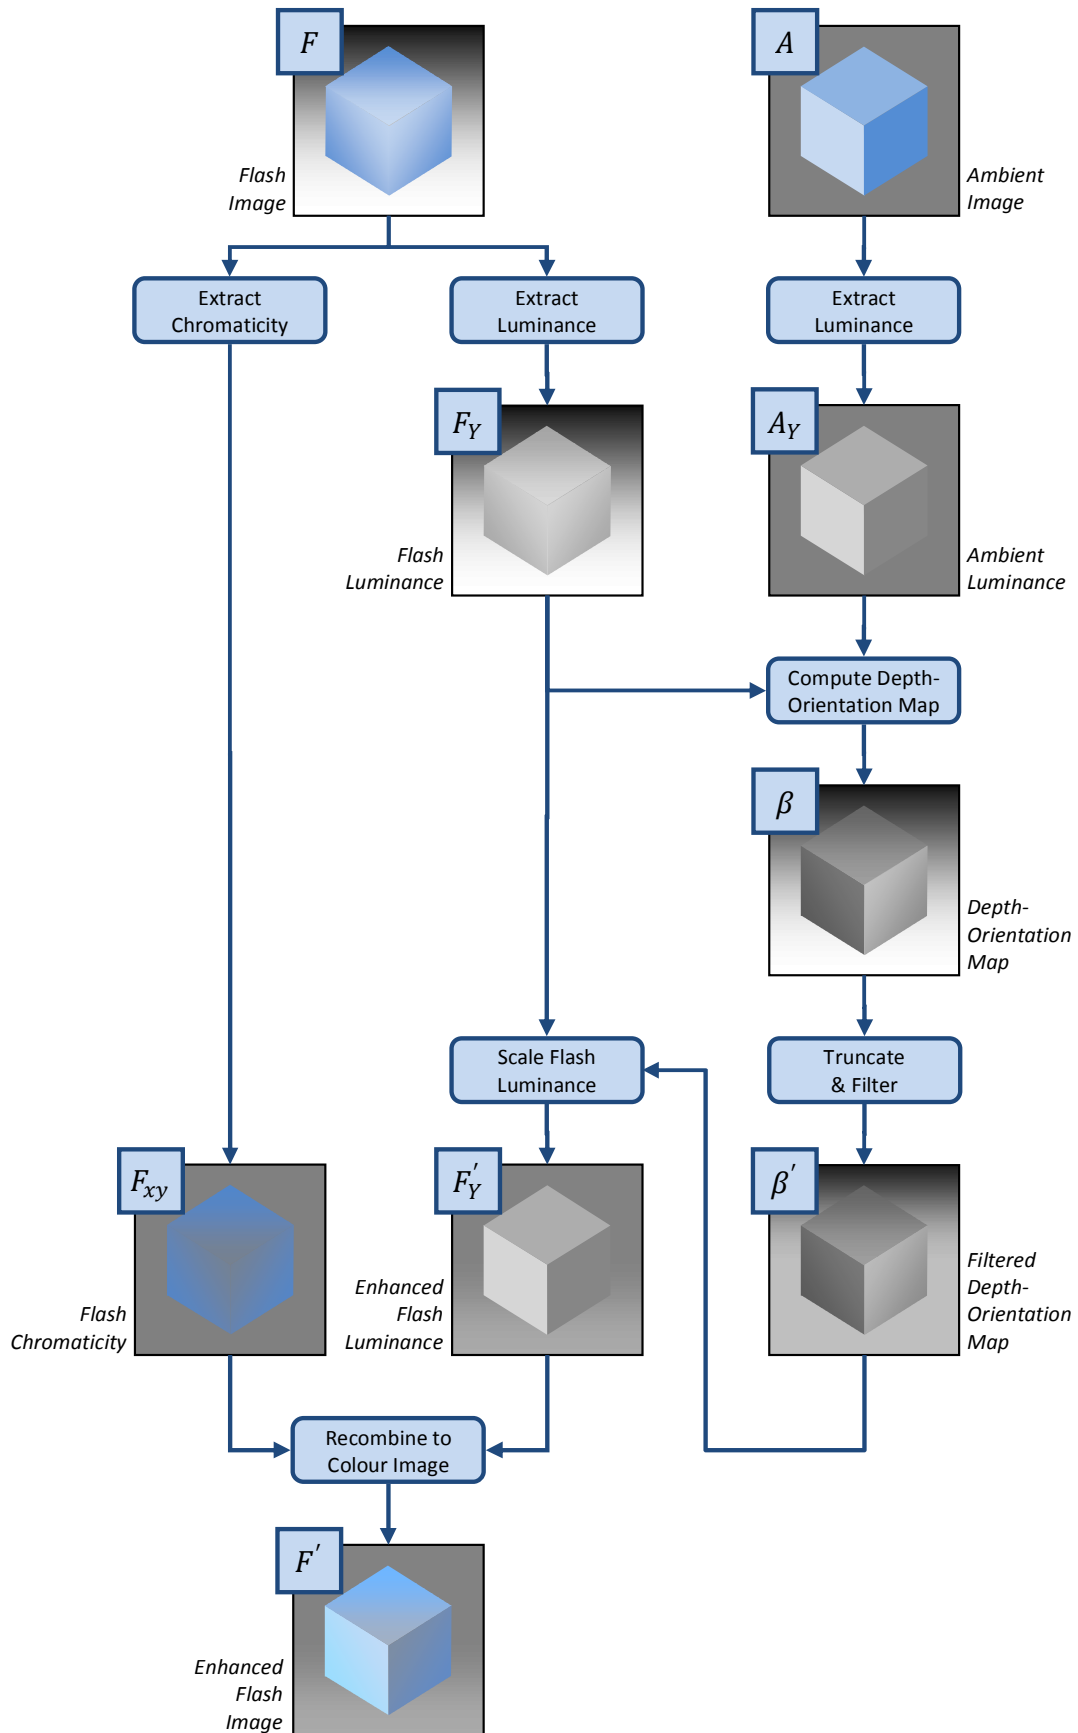 F
Flash
Image
A
Ambient
Image
Extract
Chromaticity
Extract
Luminance
Extract
Luminance
F_Y
Flash
Luminance
A_Y
Ambient
Luminance
Compute Depth-
Orientation Map
β
Depth-
Orientation
Map
Scale Flash
Luminance
Truncate
& Filter
F_{xy}
Flash
Chromaticity
F'_Y
Enhanced
Flash
Luminance
β'
Filtered
Depth-
Orientation
Map
Recombine to
Colour Image
F'
Enhanced
Flash
Image